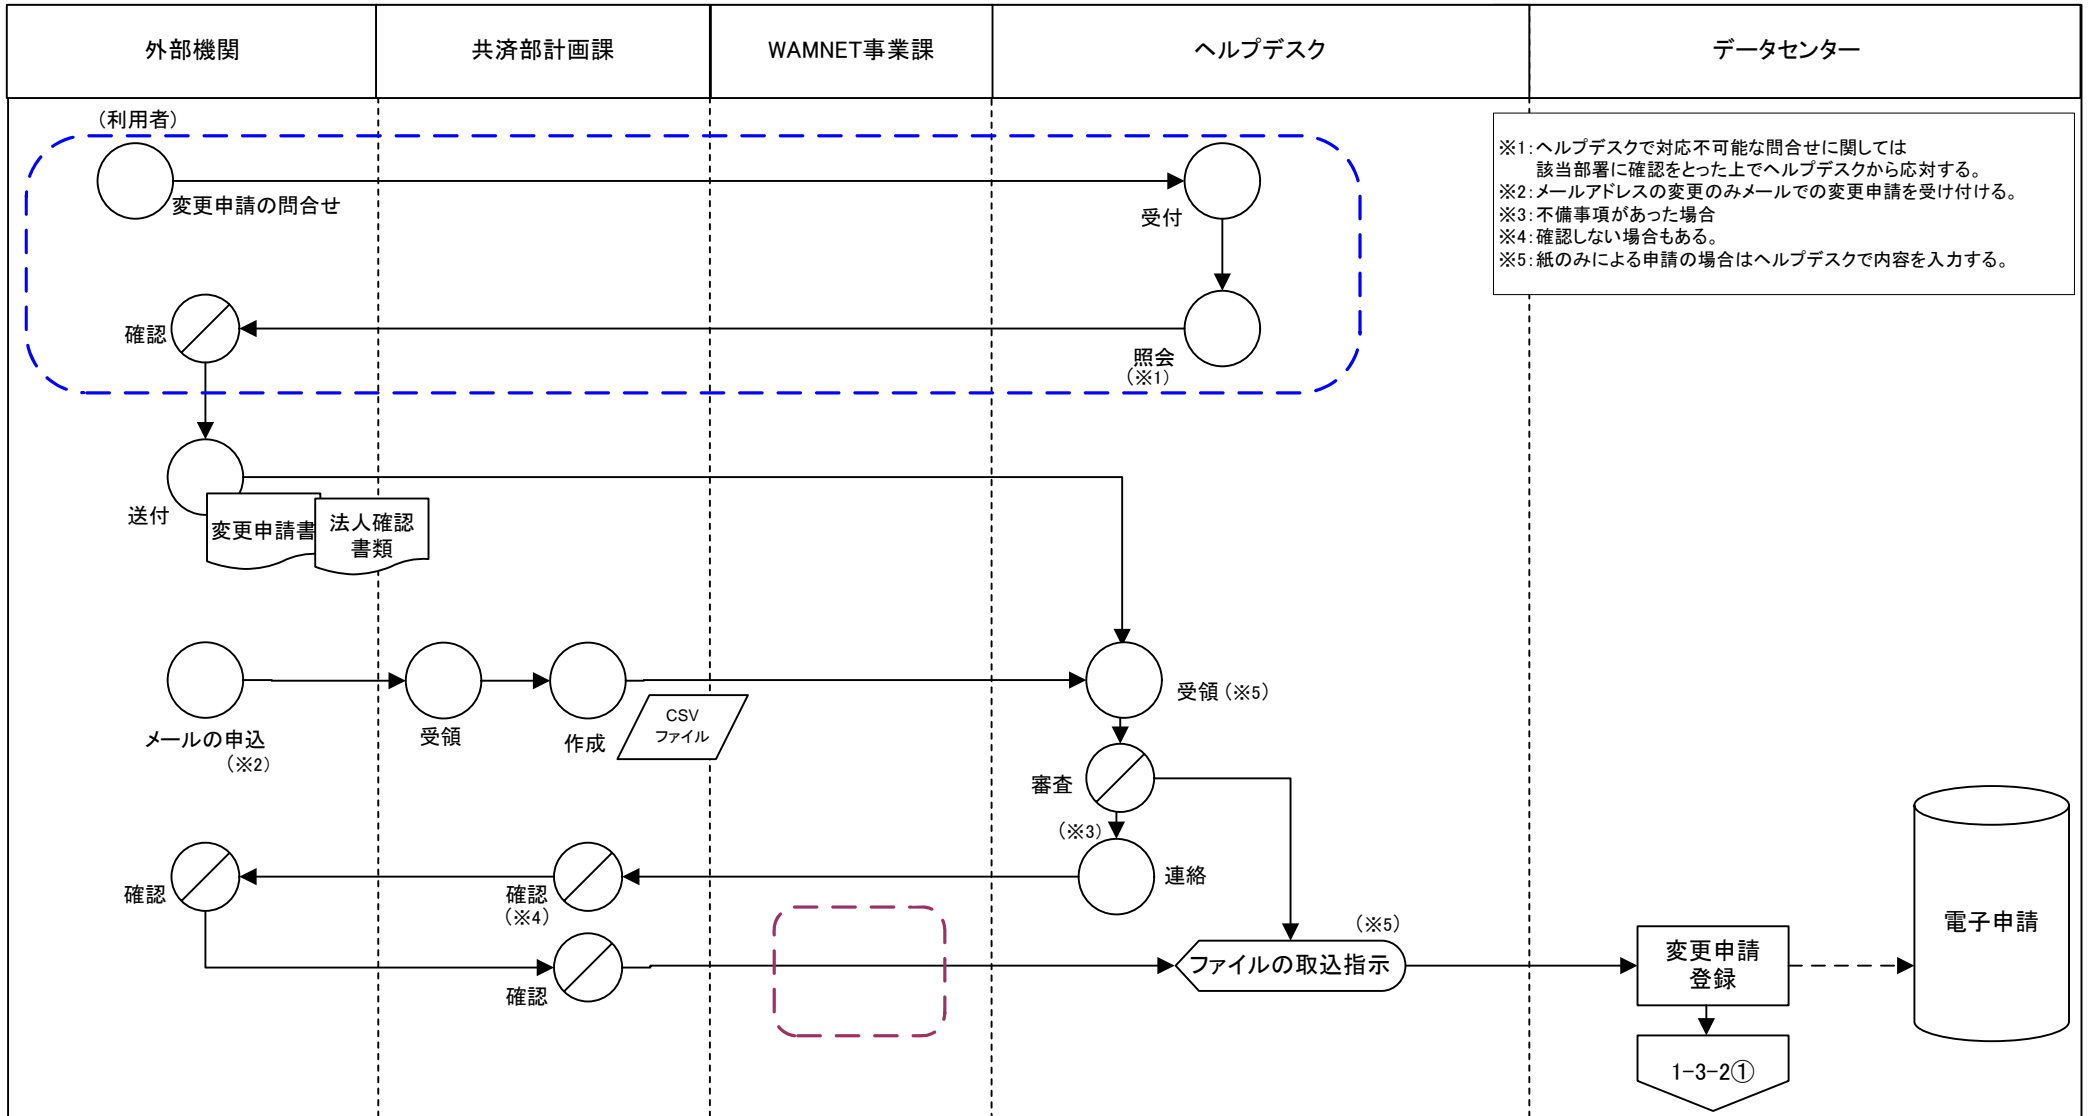 外部機関
共済部計画課
WAMNET事業課
ヘルプデスク
データセンター
(利用者)
※1:ヘルプデスクで対応不可能な問合せに関しては
該当部署に確認をとった上でヘルプデスクから応対する。
※2:メールアドレスの変更のみメールでの変更申請を受け付ける。
※3:不備事項があった場合
※4:確認しない場合もある。
※5:紙のみによる申請の場合はヘルプデスクで内容を入力する。
変更申請の問合せ
受付
確認
照会
(※1)
送付
変更申請書
法人確認
書類
メールの申込
(※2)
受領
作成
CSV
ファイル
受領(※5)
審査
(※3)
連絡
確認
確認
(※4)
確認
(※5)
ファイルの取込指示
変更申請
登録
電子申請
1-3-2①